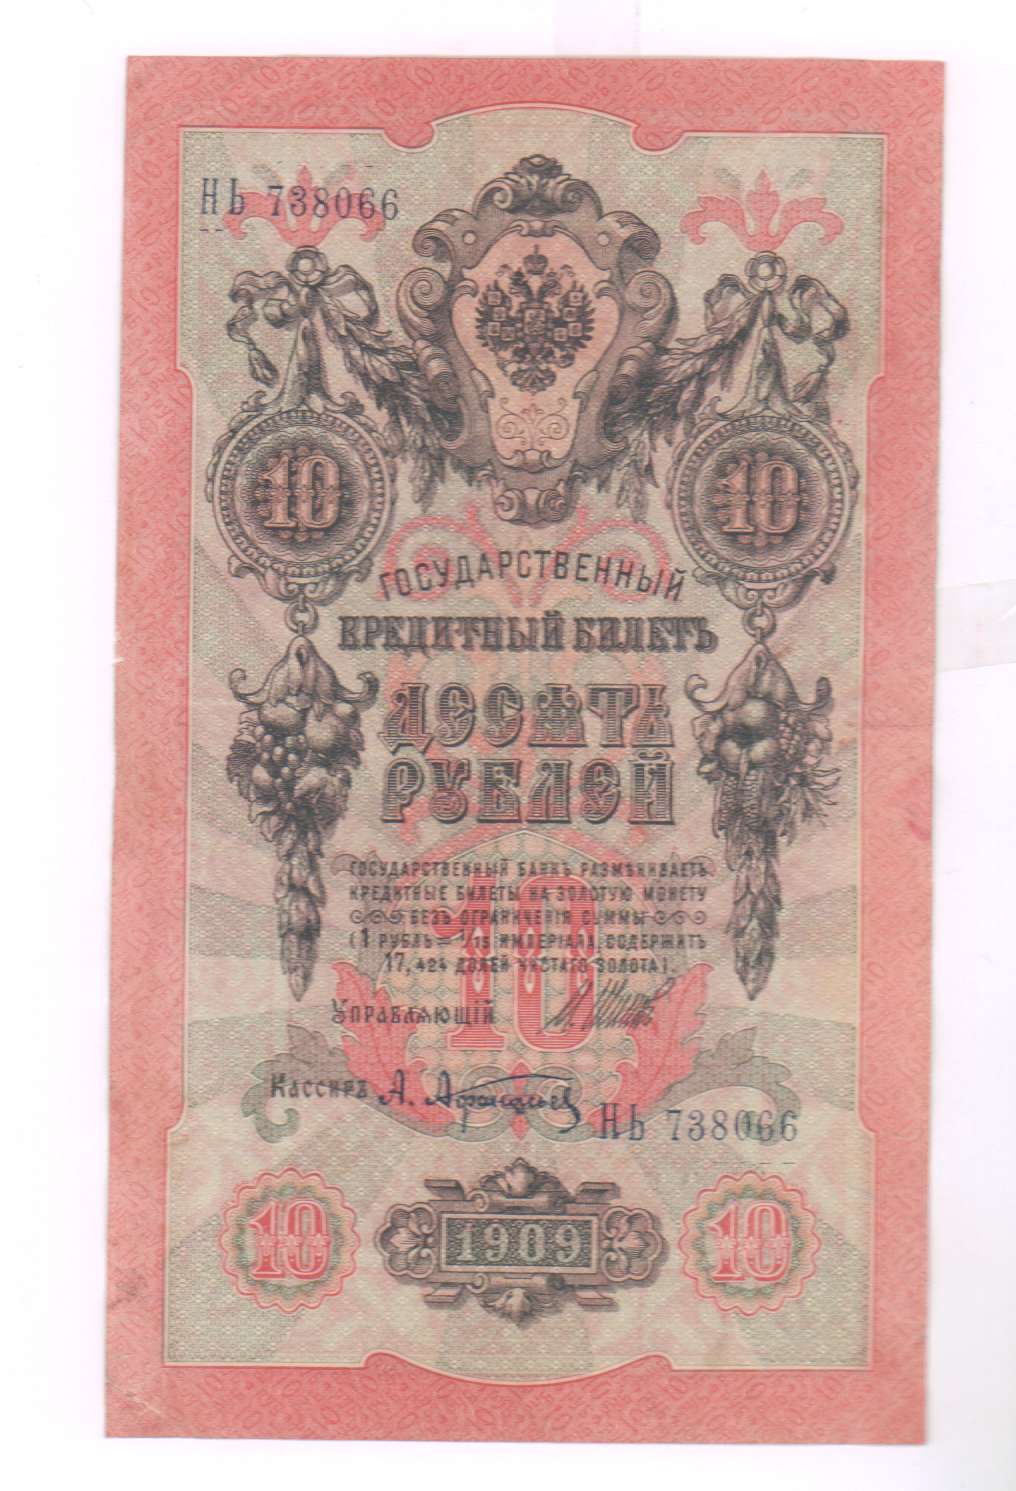 НЬ 738066
10 10
ГОСУДАРСТВЕННЫЙ
КРЕДИТНЫЙ БИЛЕТЪ
ДЕСЯТЬ
РУБЛЕЙ
ГОСУДАРСТВЕННЫЙ БАНКЪ РАЗМѢНИВАЕТЪ
КРЕДИТНЫЕ БИЛЕТЫ НА ЗОЛОТУЮ МОНЕТУ
БЕЗЪ ОГРАНИЧЕНІЯ СУММЫ
(1 РУБЛЬ = 1/15 ИМПЕРІАЛА, СОДЕРЖИТЪ
17,424 ДОЛЕЙ ЧИСТАГО ЗОЛОТА).
10
УПРАВЛЯЮЩІЙ И. Шипов
Кассиръ А. Афанасьев
НЬ 738066
10 1909 10